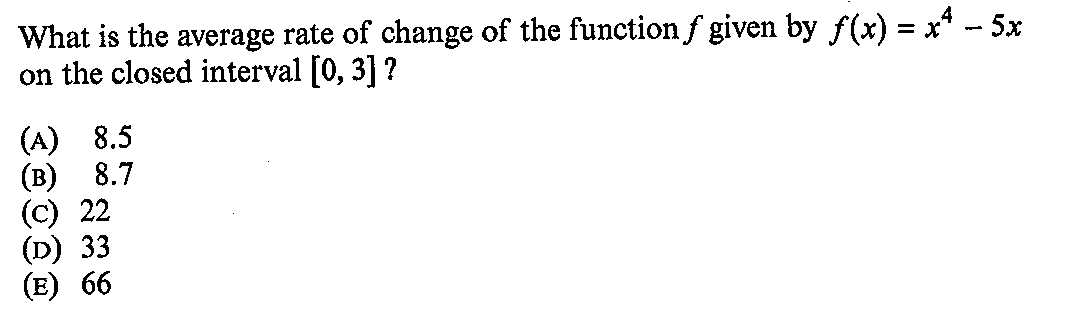 What is the average rate of change of the function f given by f(x) = x⁴ − 5x
on the closed interval [0, 3] ?
(A) 8.5
(B) 8.7
(C) 22
(D) 33
(E) 66